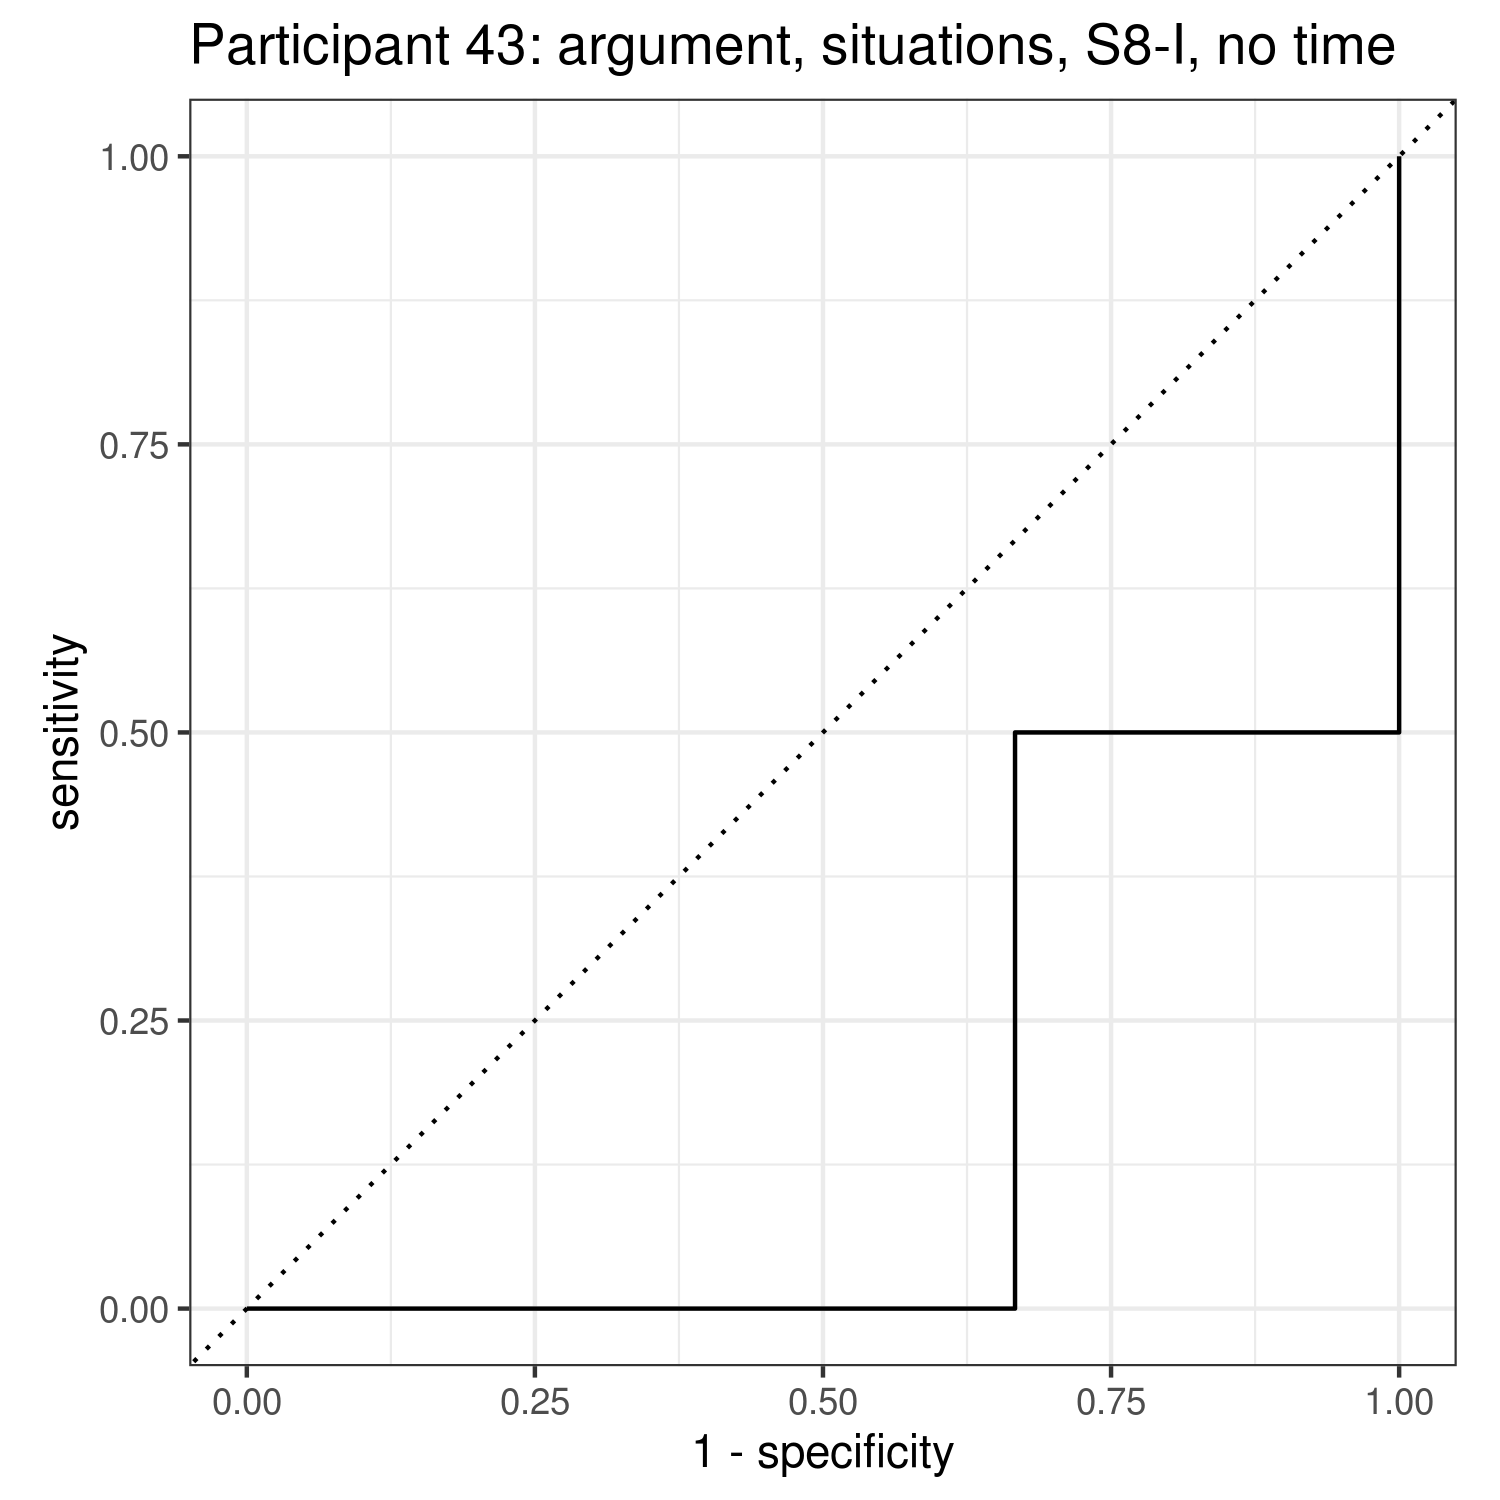 Participant 43: argument, situations, S8-I, no time
1.00
0.75
0.50
0.25
0.00
sensitivity
0.00 0.25 0.50 0.75 1.00
1 - specificity